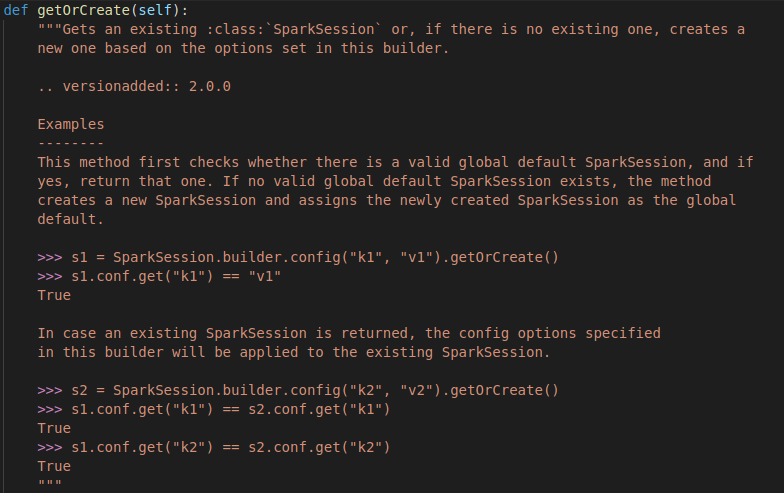 def getOrCreate(self):
"""Gets an existing :class:`SparkSession` or, if there is no existing one, creates a
new one based on the options set in this builder.
.. versionadded:: 2.0.0
Examples
--------
This method first checks whether there is a valid global default SparkSession, and if
yes, return that one. If no valid global default SparkSession exists, the method
creates a new SparkSession and assigns the newly created SparkSession as the global
default.
>>> s1 = SparkSession.builder.config("k1", "v1").getOrCreate()
>>> s1.conf.get("k1") == "v1"
True
In case an existing SparkSession is returned, the config options specified
in this builder will be applied to the existing SparkSession.
>>> s2 = SparkSession.builder.config("k2", "v2").getOrCreate()
>>> s1.conf.get("k1") == s2.conf.get("k1")
True
>>> s1.conf.get("k2") == s2.conf.get("k2")
True
"""